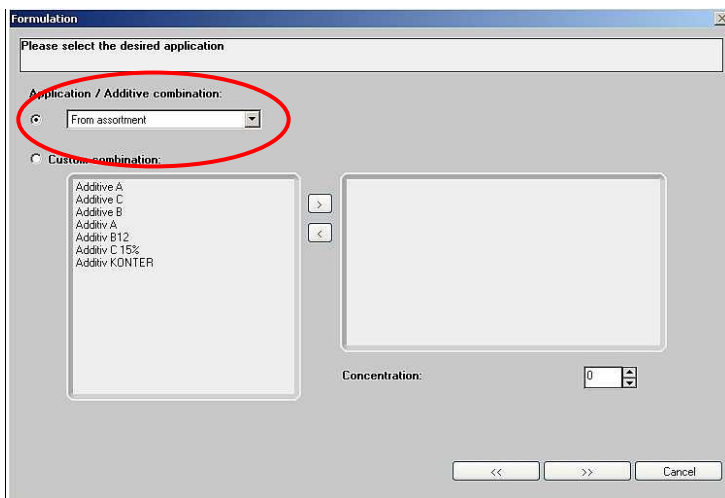 Formulation
Please select the desired application
Application / Additive combination:
From assortment
Custom combination:
Additive A
Additive C
Additive B
Additiv A
Additiv B12
Additiv C 15%
Additiv KONTER
>
<
Concentration:
0
<<
>>
Cancel